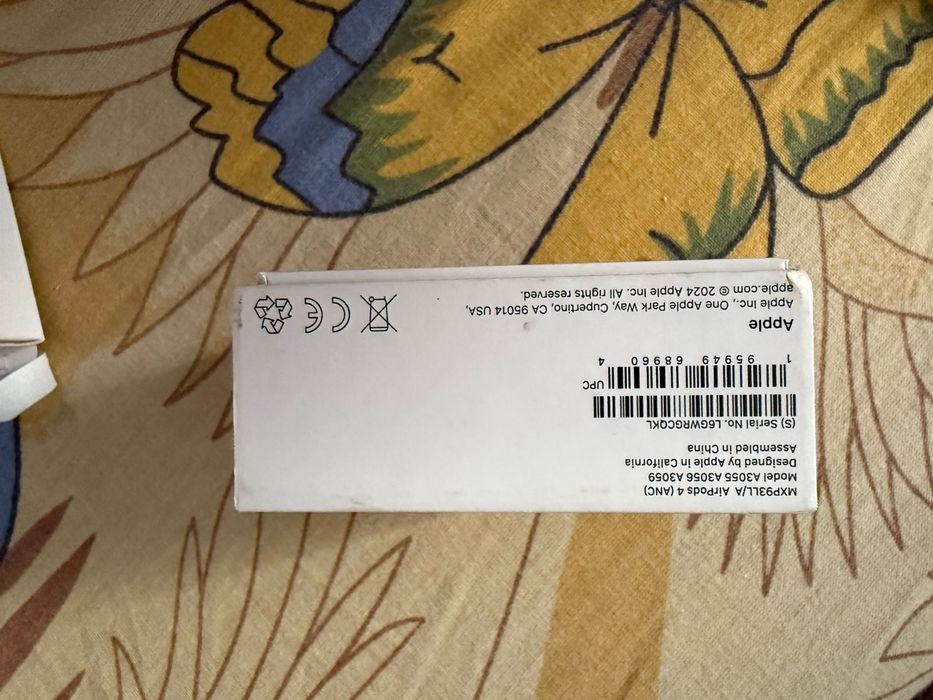 MXP93LL/A AirPods 4 (ANC)
Model A3055 A3056 A3059
Designed by Apple in California
Assembled in China
(S) Serial No. L6GWRGCQKL
UPC
1 95949 68960 4
Apple
Apple Inc., One Apple Park Way, Cupertino, CA 95014 USA,
apple.com © 2024 Apple Inc. All rights reserved.